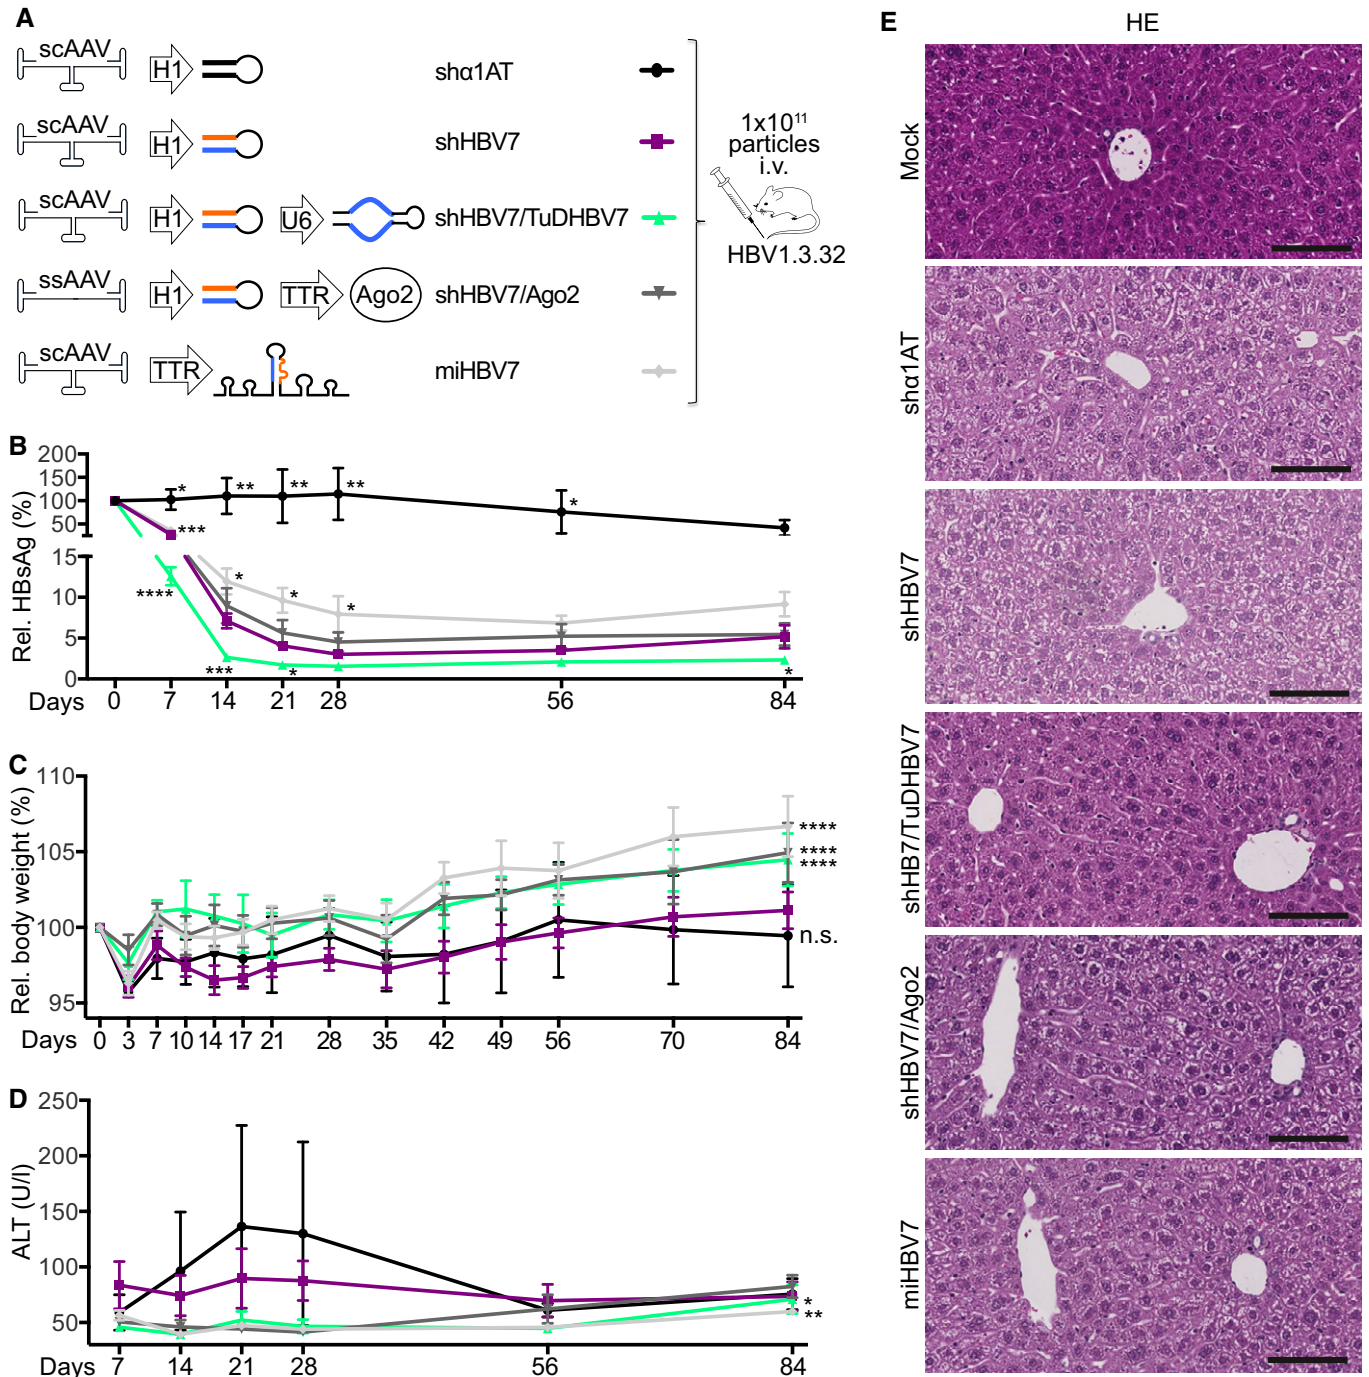 A
scAAV H1 shα1AT
scAAV H1 shHBV7
scAAV H1 U6 shHBV7/TuDHBV7
ssAAV H1 TTR Ago2 shHBV7/Ago2
scAAV TTR miHBV7
1x10¹¹
particles
i.v.
HBV1.3.32
B
Rel. HBsAg (%)
200
150
100
50
15
10
5
0
* ** ** ** *
***
* * *
****
*** * *
Days 0 7 14 21 28 56 84
C
Rel. body weight (%)
110
105
100
95
****
****
****
n.s.
Days 0 3 7 10 14 17 21 28 35 42 49 56 70 84
D
ALT (U/l)
250
200
150
100
50
*
**
Days 7 14 21 28 56 84
E
HE
Mock
shα1AT
shHBV7
shHB7/TuDHBV7
shHBV7/Ago2
miHBV7